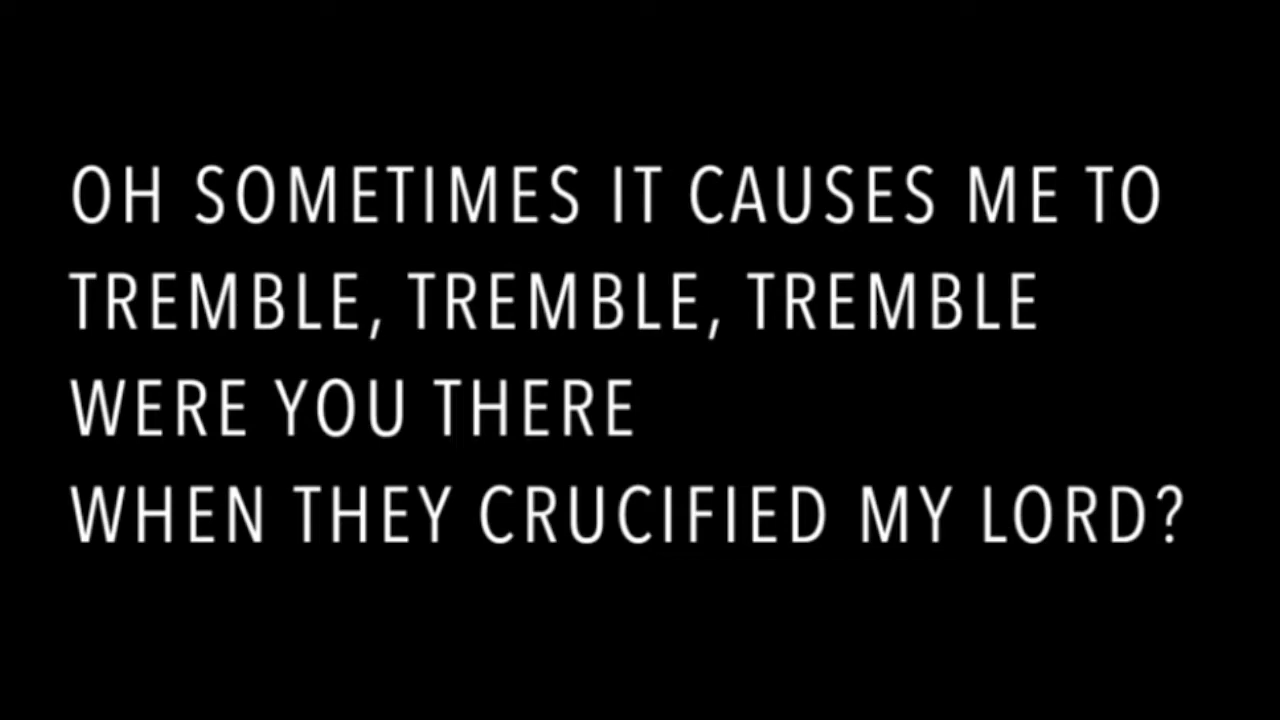 OH SOMETIMES IT CAUSES ME TO
TREMBLE, TREMBLE, TREMBLE
WERE YOU THERE
WHEN THEY CRUCIFIED MY LORD?